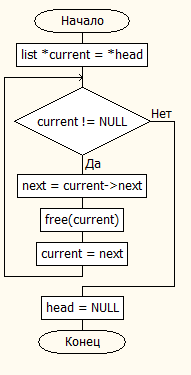 Начало
list *current = *head
current != NULL
Нет
Да
next = current->next
free(current)
current = next
head = NULL
Конец